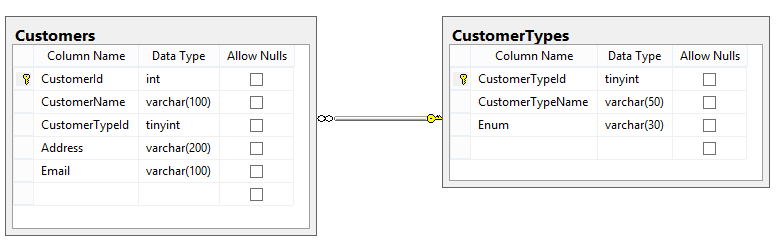 Customers
Column Name Data Type Allow Nulls
CustomerId int
CustomerName varchar(100)
CustomerTypeId tinyint
Address varchar(200)
Email varchar(100)
CustomerTypes
Column Name Data Type Allow Nulls
CustomerTypeId tinyint
CustomerTypeName varchar(50)
Enum varchar(30)